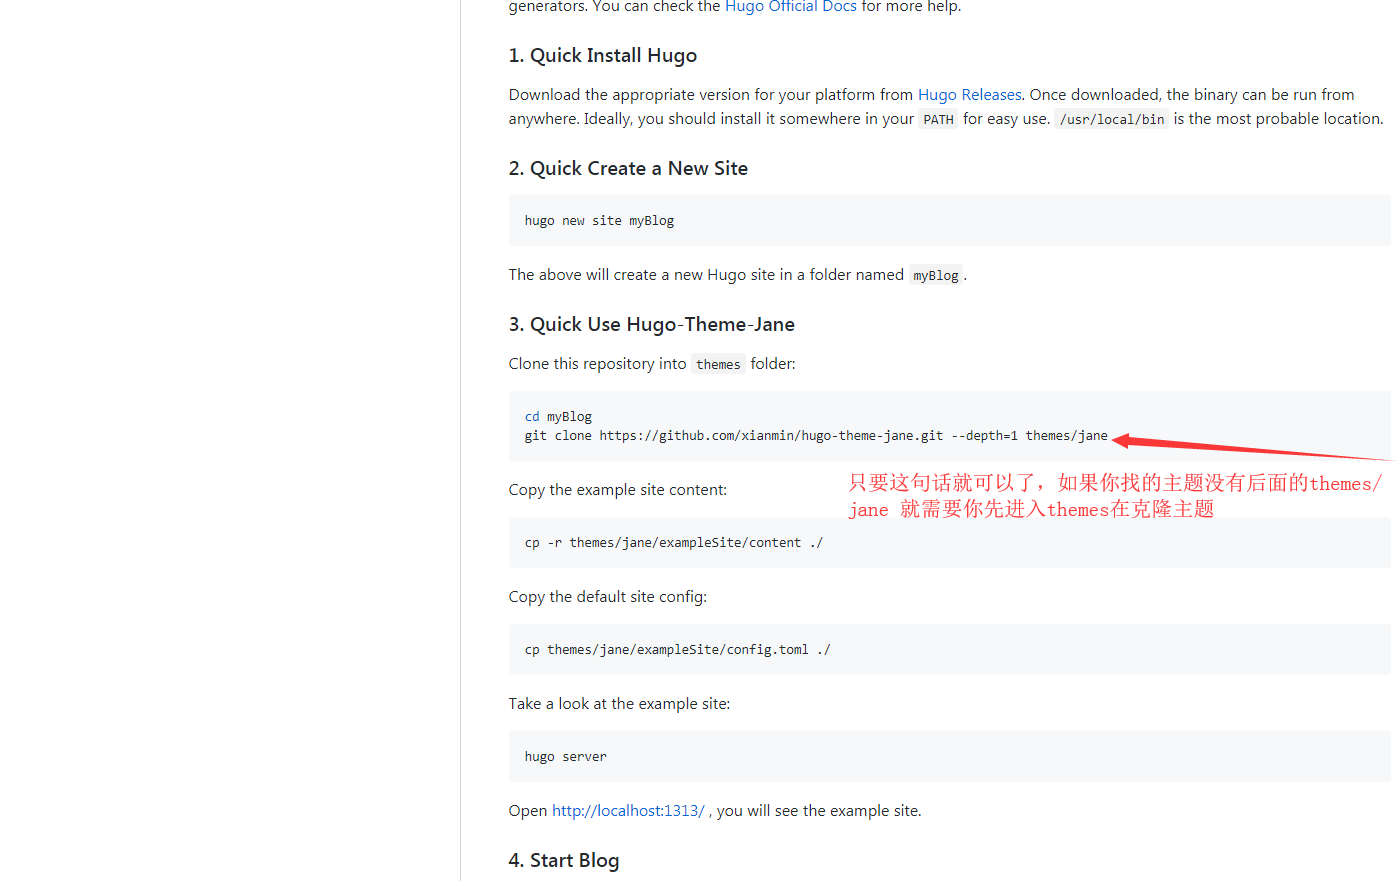 generators. You can check the Hugo Official Docs for more help.
1. Quick Install Hugo
Download the appropriate version for your platform from Hugo Releases. Once downloaded, the binary can be run from
anywhere. Ideally, you should install it somewhere in your PATH for easy use. /usr/local/bin is the most probable location.
2. Quick Create a New Site
hugo new site myBlog
The above will create a new Hugo site in a folder named myBlog.
3. Quick Use Hugo-Theme-Jane
Clone this repository into themes folder:
cd myBlog
git clone https://github.com/xianmin/hugo-theme-jane.git --depth=1 themes/jane
只要这句话就可以了，如果你找的主题没有后面的themes/
jane 就需要你先进入themes在克隆主题
Copy the example site content:
cp -r themes/jane/exampleSite/content ./
Copy the default site config:
cp themes/jane/exampleSite/config.toml ./
Take a look at the example site:
hugo server
Open http://localhost:1313/ , you will see the example site.
4. Start Blog